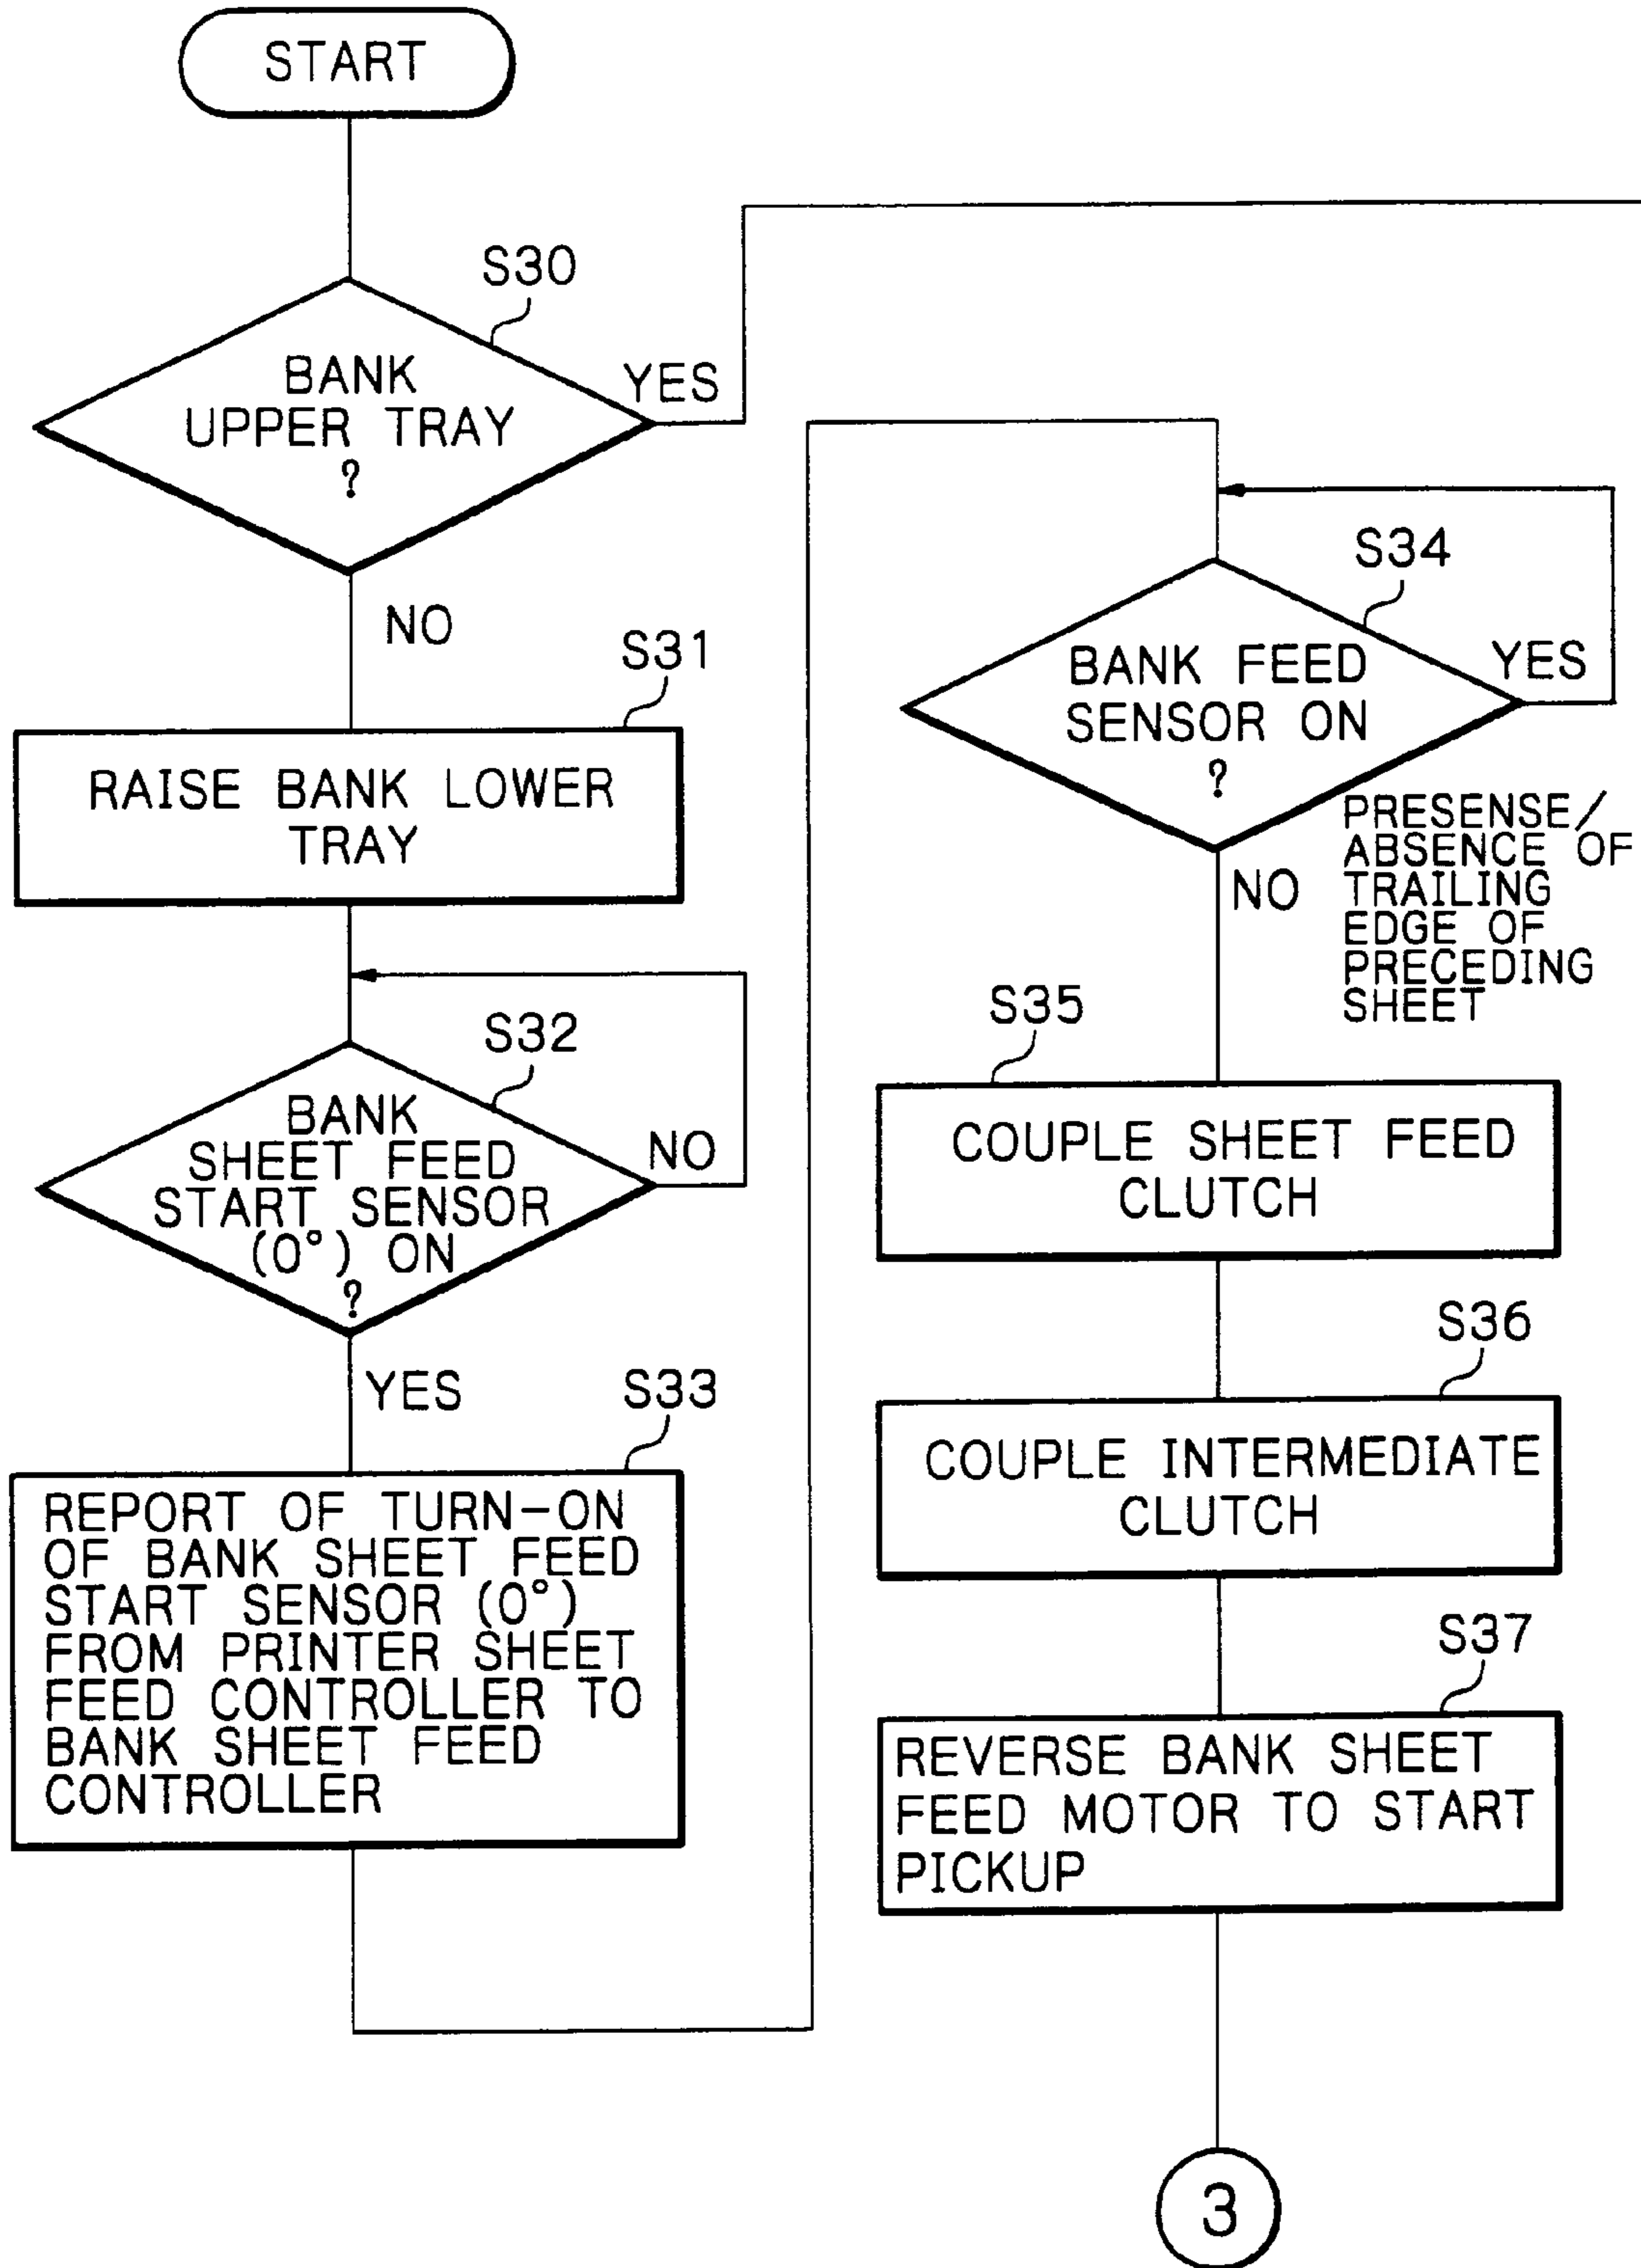 START
S30
BANK
UPPER TRAY
?
YES
NO
S31
RAISE BANK LOWER
TRAY
S32
BANK
SHEET FEED
START SENSOR
(0°) ON
?
NO
YES
S33
REPORT OF TURN-ON
OF BANK SHEET FEED
START SENSOR (0°)
FROM PRINTER SHEET
FEED CONTROLLER TO
BANK SHEET FEED
CONTROLLER
S34
BANK FEED
SENSOR ON
?
YES
NO
PRESENSE/
ABSENCE OF
TRAILING
EDGE OF
PRECEDING
SHEET
S35
COUPLE SHEET FEED
CLUTCH
S36
COUPLE INTERMEDIATE
CLUTCH
S37
REVERSE BANK SHEET
FEED MOTOR TO START
PICKUP
3